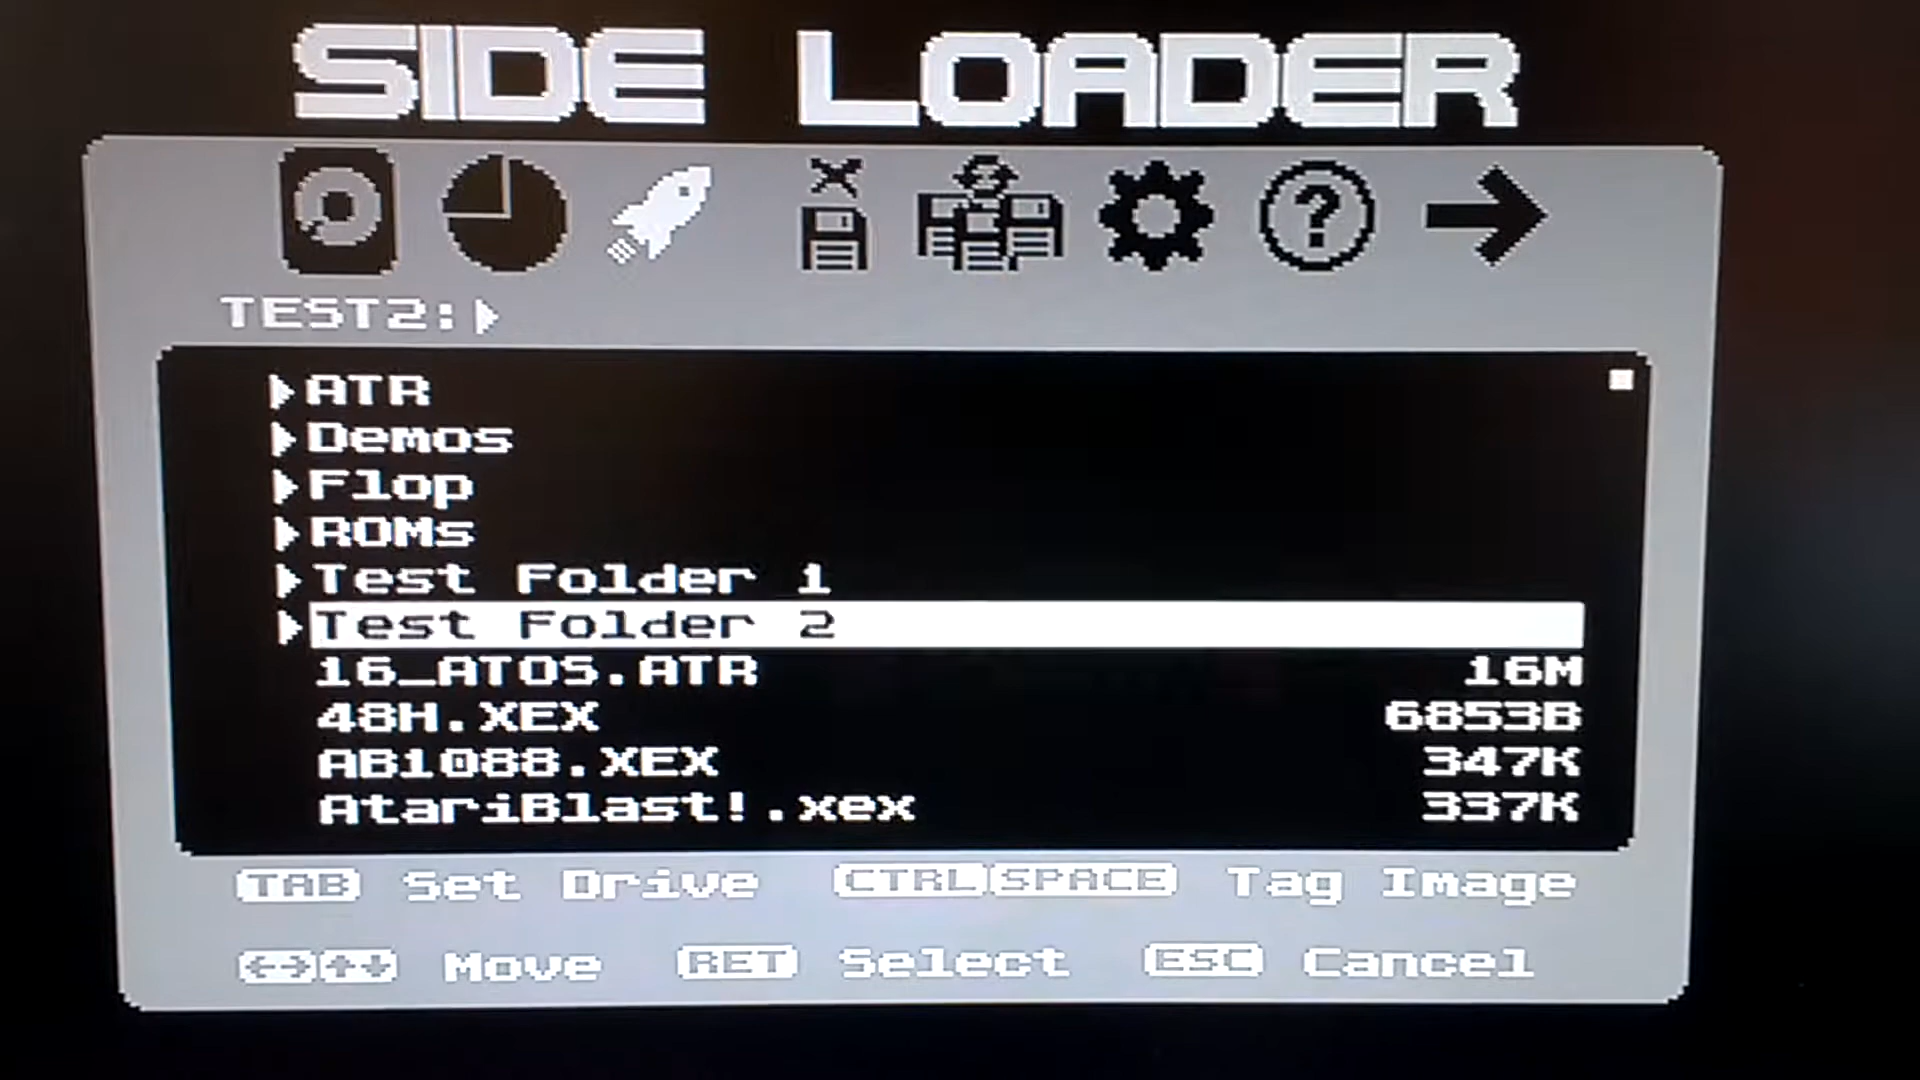 SIDE LOADER
TEST2:
ATR
Demos
Flop
ROMs
Test Folder 1
Test Folder 2
16_ATOS.ATR 16M
48H.XEX 6853B
AB1088.XEX 347K
AtariBlast!.xex 337K
TAB Set Drive CTRL SPACE Tag Image
←→↑↓ Move RET Select ESC Cancel